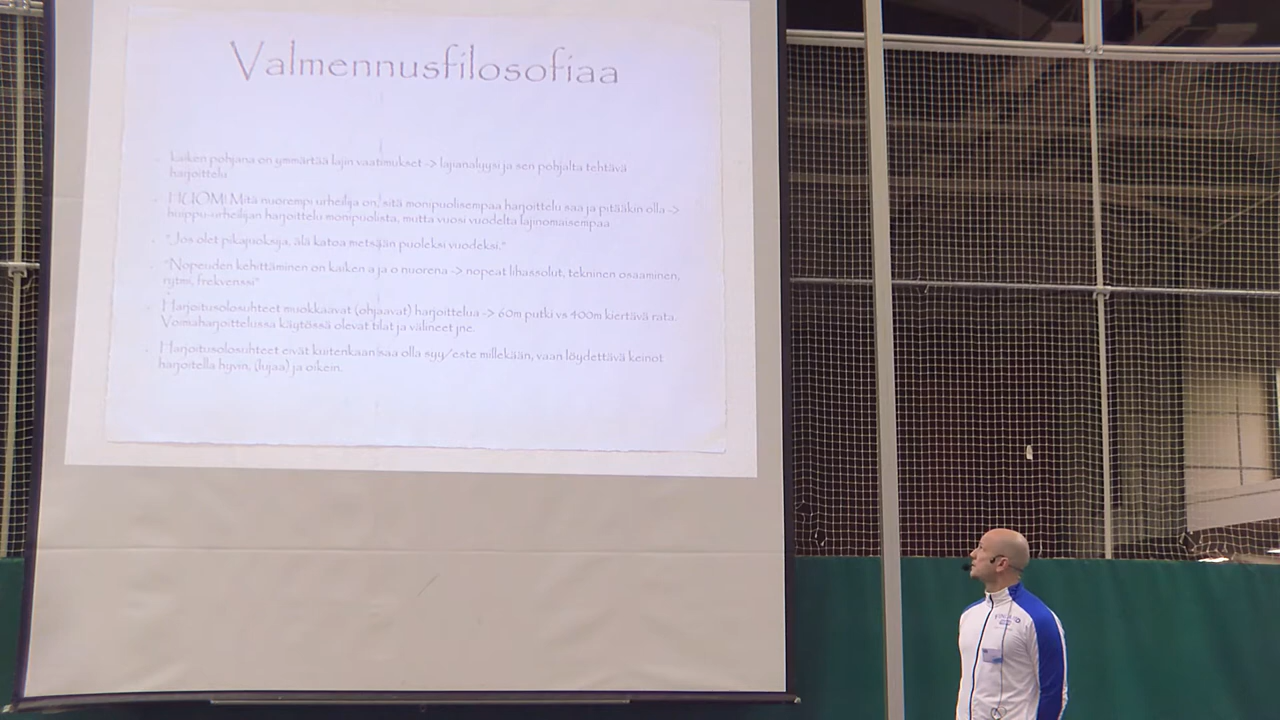 Valmennusfilosofiaa
kaiken pohjana on ymmärtää lajin vaatimukset -> lajianalyysi ja sen pohjalta tehtävä
harjoittelu
HUOM! Mitä nuorempi urheilija on, sitä monipuolisempaa harjoittelu saa ja pitääkin olla ->
huippu-urheilijan harjoittelu monipuolista, mutta vuosi vuodelta lajinomaisempaa
"Jos olet pikajuoksija, älä katoa metsään puoleksi vuodeksi."
"Nopeuden kehittäminen on kaiken a ja o nuorena -> nopeat lihassolut, tekninen osaaminen,
rytmi, frekvenssi"
Harjoitusolosuhteet muokkaavat (ohjaavat) harjoittelua -> 60m putki vs 400m kiertävä rata.
Voimaharjoittelussa käytössä olevat tilat ja välineet jne.
Harjoitusolosuhteet eivät kuitenkaan saa olla syy/este millekään, vaan löydettävä keinot
harjoitella hyvin, (lujaa) ja oikein.
FINLAND